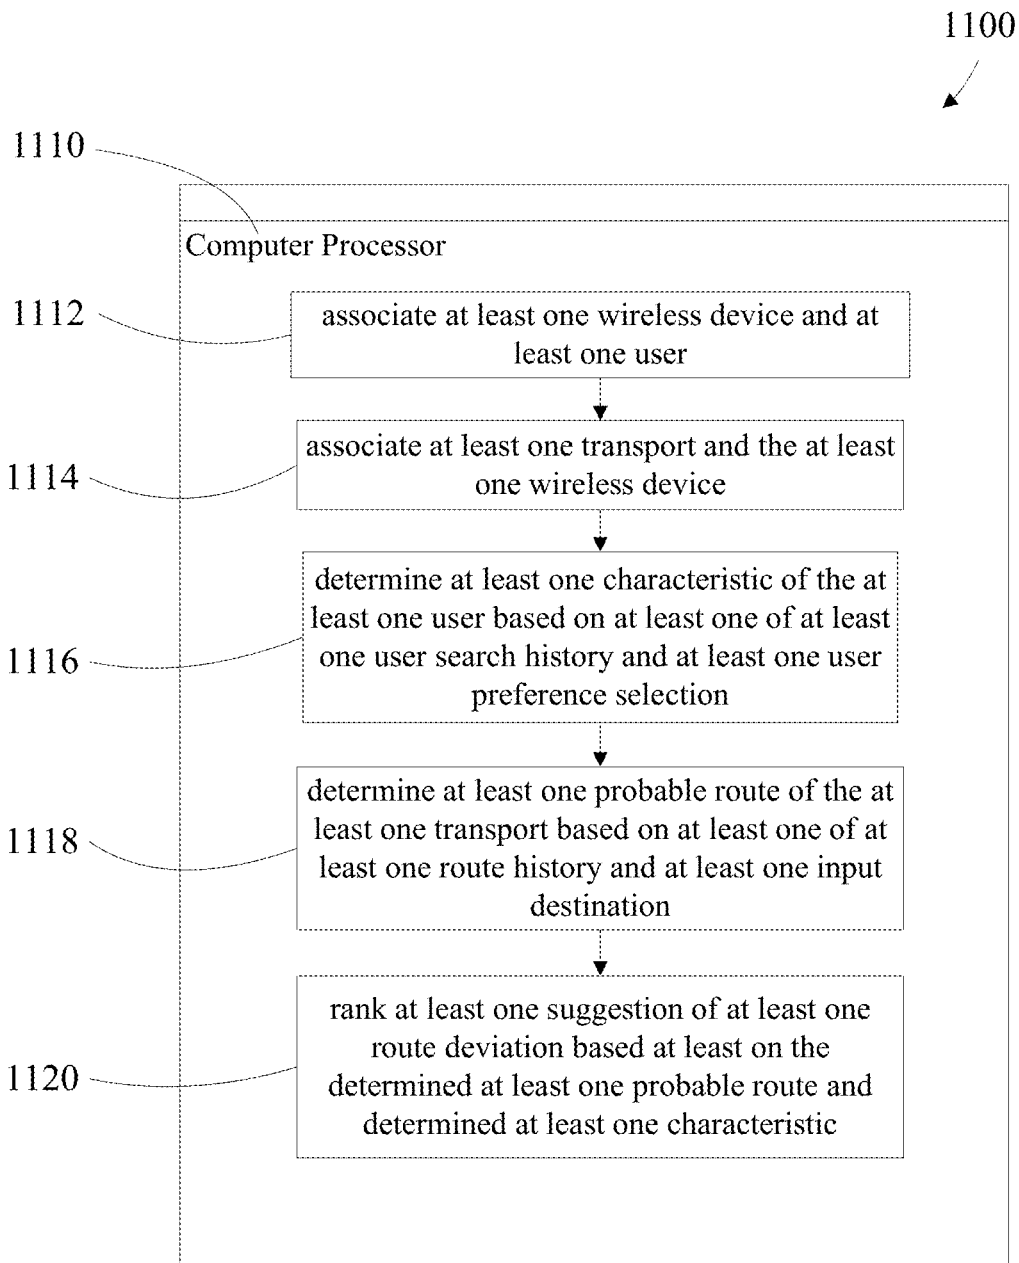 1100
1110
Computer Processor
1112
associate at least one wireless device and at
least one user
1114
associate at least one transport and the at least
one wireless device
1116
determine at least one characteristic of the at
least one user based on at least one of at least
one user search history and at least one user
preference selection
1118
determine at least one probable route of the at
least one transport based on at least one of at
least one route history and at least one input
destination
1120
rank at least one suggestion of at least one
route deviation based at least on the
determined at least one probable route and
determined at least one characteristic